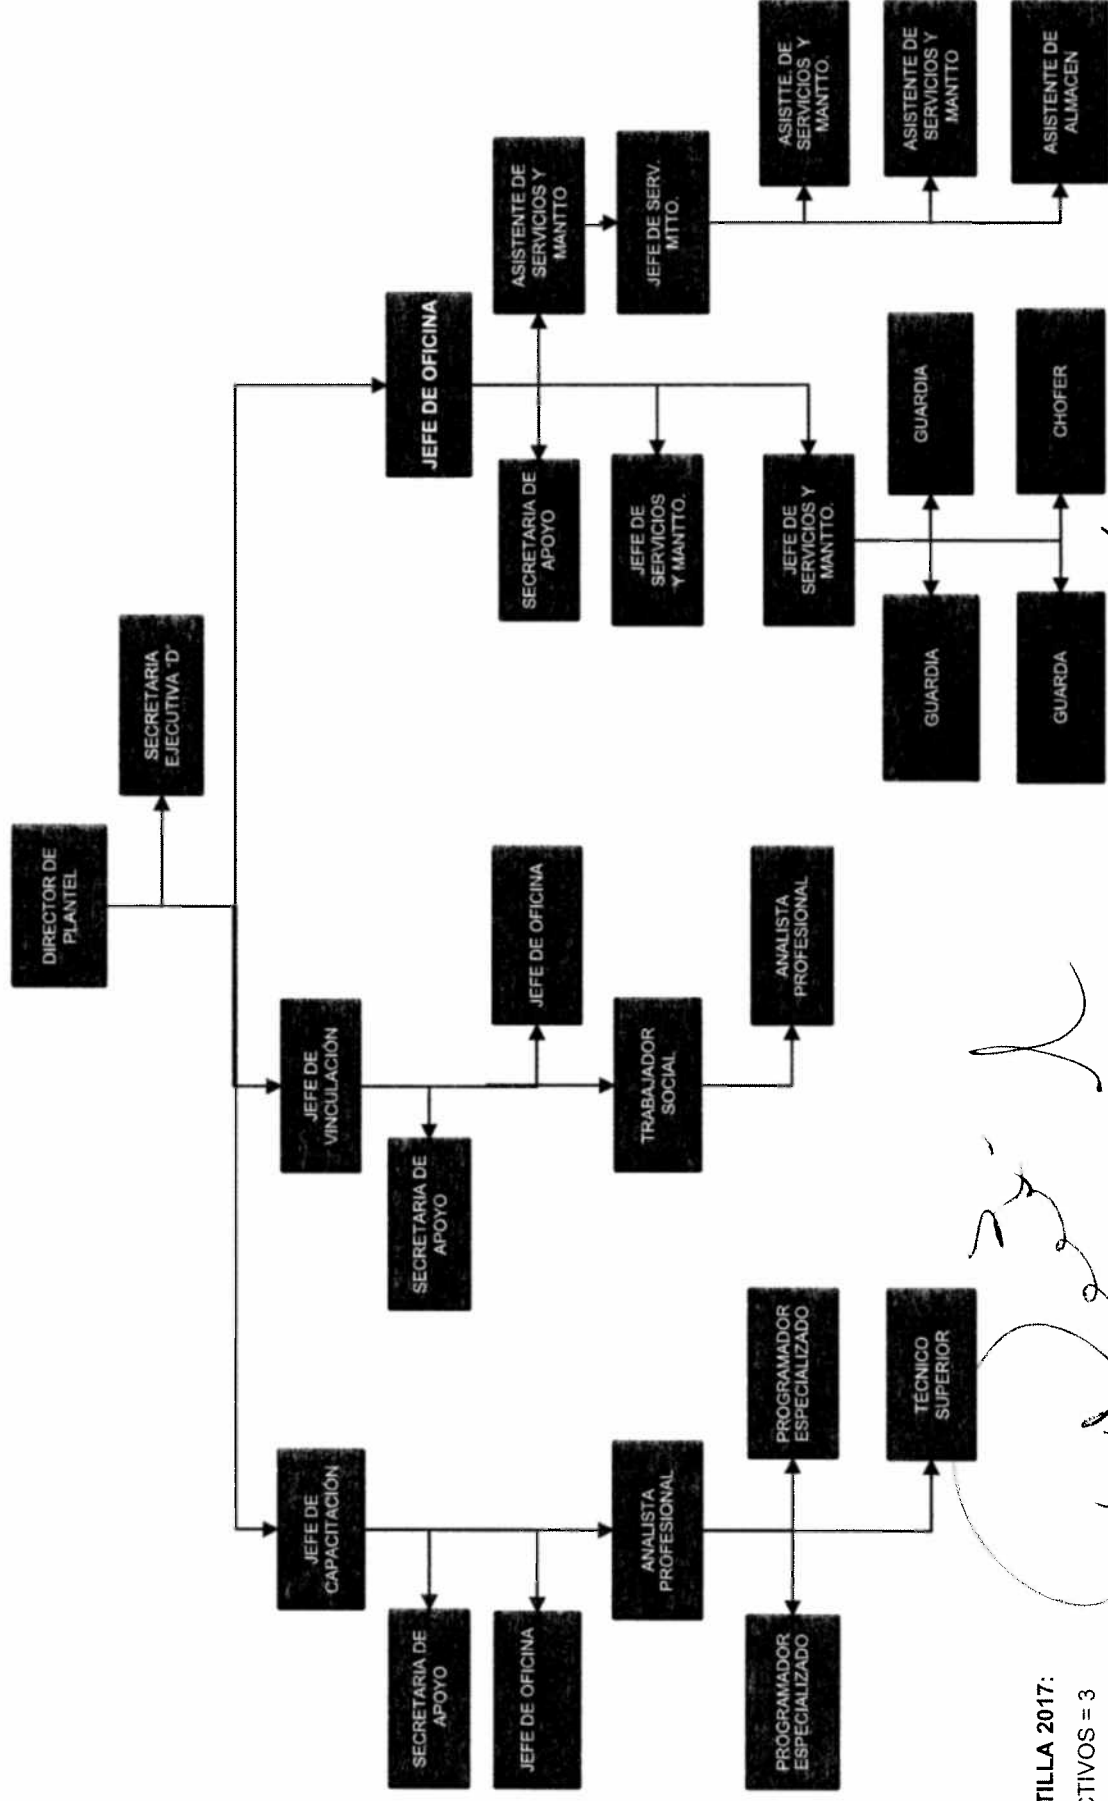 DIRECTOR DE
PLANTEL
SECRETARIA
EJECUTIVA "D"
JEFE DE
CAPACITACIÓN
JEFE DE
VINCULACIÓN
JEFE DE OFICINA
SECRETARIA DE
APOYO
JEFE DE OFICINA
ANALISTA
PROFESIONAL
PROGRAMADOR
ESPECIALIZADO
PROGRAMADOR
ESPECIALIZADO
TÉCNICO
SUPERIOR
SECRETARIA DE
APOYO
JEFE DE OFICINA
TRABAJADOR
SOCIAL
ANALISTA
PROFESIONAL
SECRETARIA DE
APOYO
ASISTENTE DE
SERVICIOS Y
MANTTO
JEFE DE
SERVICIOS
Y MANTTO.
JEFE DE SERV.
MTTO.
JEFE DE
SERVICIOS Y
MANTTO.
ASISTTE. DE
SERVICIOS Y
MANTTO.
GUARDIA
GUARDIA
ASISTENTE DE
SERVICIOS Y
MANTTO
GUARDA
CHOFER
ASISTENTE DE
ALMACEN
TILLA 2017:
CTIVOS = 3